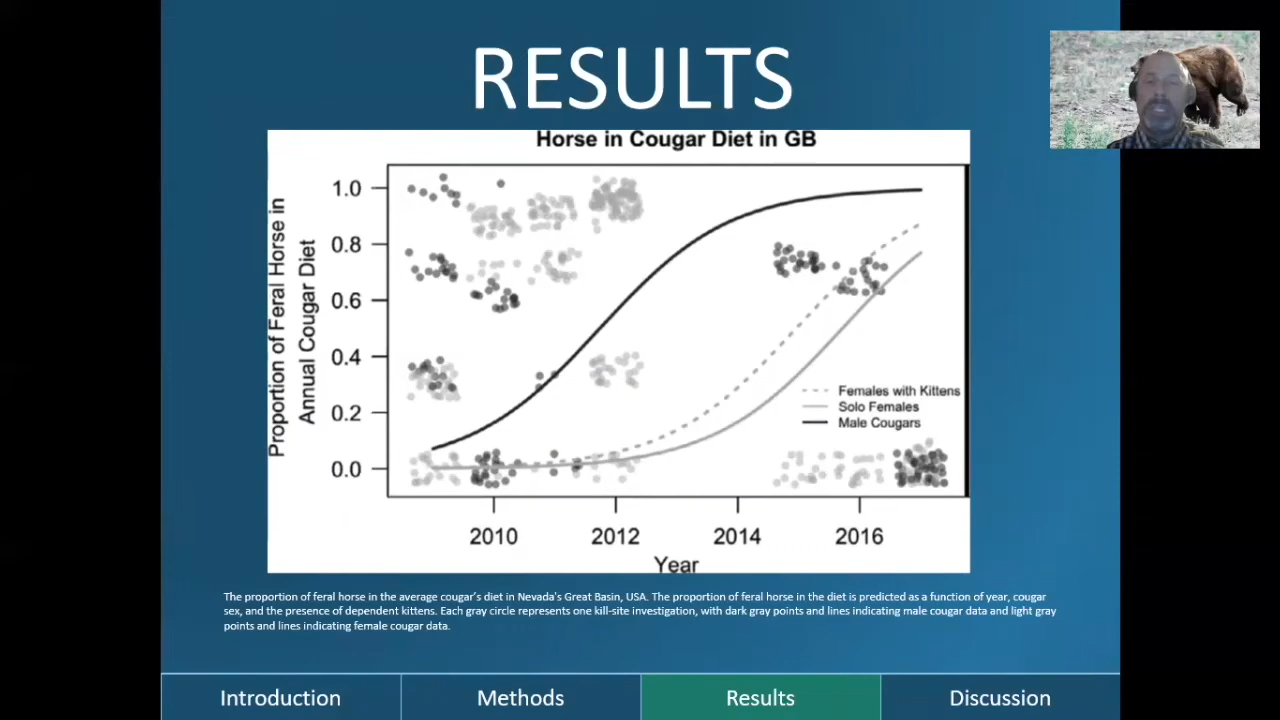 RESULTS
Horse in Cougar Diet in GB
Proportion of Feral Horse in
Annual Cougar Diet
1.0
0.8
0.6
0.4
0.2
0.0
Females with Kittens
Solo Females
Male Cougars
2010 2012 2014 2016
Year
The proportion of feral horse in the average cougar's diet in Nevada's Great Basin, USA. The proportion of feral horse in the diet is predicted as a function of year, cougar
sex, and the presence of dependent kittens. Each gray circle represents one kill-site investigation, with dark gray points and lines indicating male cougar data and light gray
points and lines indicating female cougar data.
Introduction Methods Results Discussion